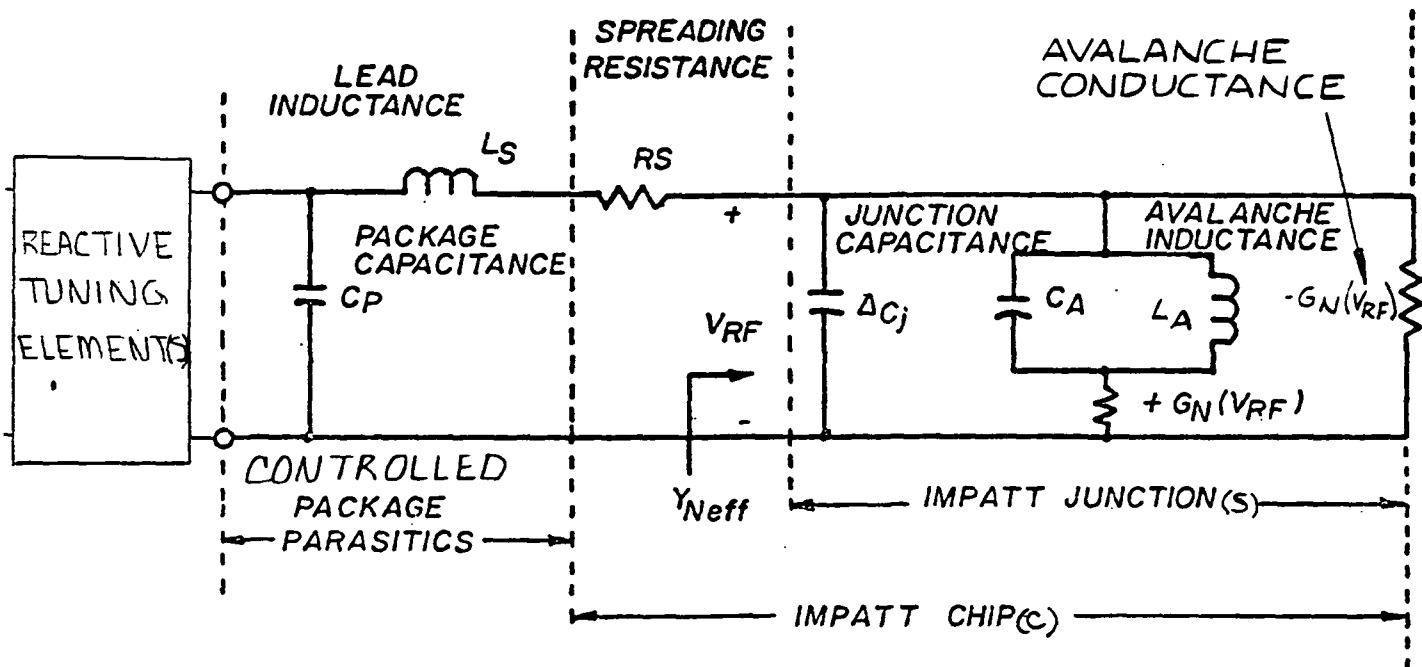 SPREADING
RESISTANCE
AVALANCHE
CONDUCTANCE
LEAD
INDUCTANCE
LS
RS
+
JUNCTION
CAPACITANCE
AVALANCHE
INDUCTANCE
REACTIVE
TUNING
ELEMENT(S)
PACKAGE
CAPACITANCE
CP
VRF
ΔCj
CA
LA
-GN(VRF)
+GN(VRF)
-
YNeff
CONTROLLED
PACKAGE
PARASITICS
IMPATT JUNCTION(S)
IMPATT CHIP(C)